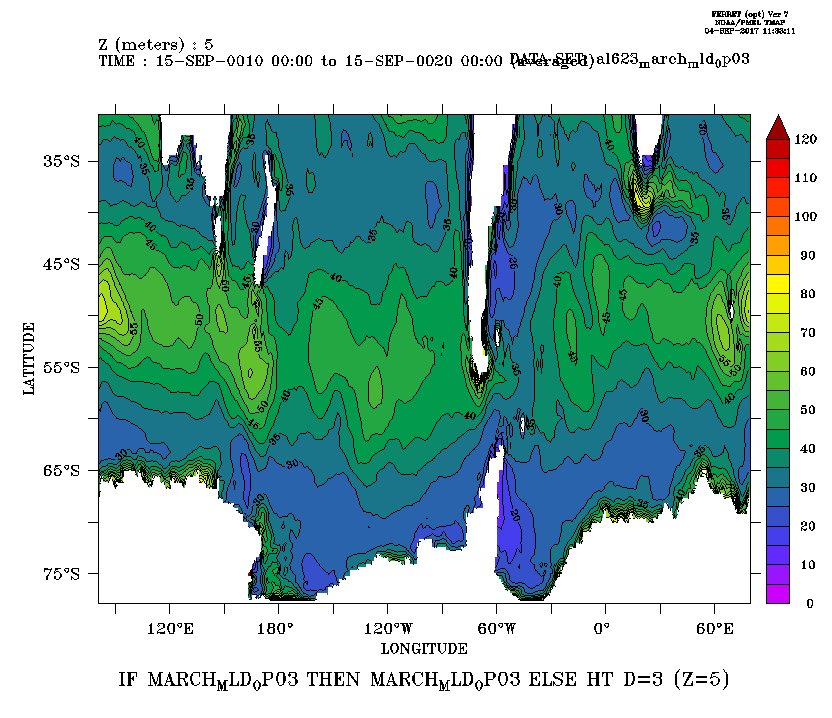 FERRET (opt) Ver 7
NOAA/PMEL TMAP
04-SEP-2017 11:33:11
Z (meters) : 5
TIME : 15-SEP-0010 00:00 to 15-SEP-0020 00:00 (averaged)
DATA SET: al623march_mld_0p03
120
110
100
90
80
70
60
50
40
30
20
10
0
35°S
45°S
55°S
65°S
75°S
LATITUDE
120°E 180° 120°W 60°W 0° 60°E
LONGITUDE
IF MARCH_MLD_0P03 THEN MARCH_MLD_0P03 ELSE HT D=3 (Z=5)